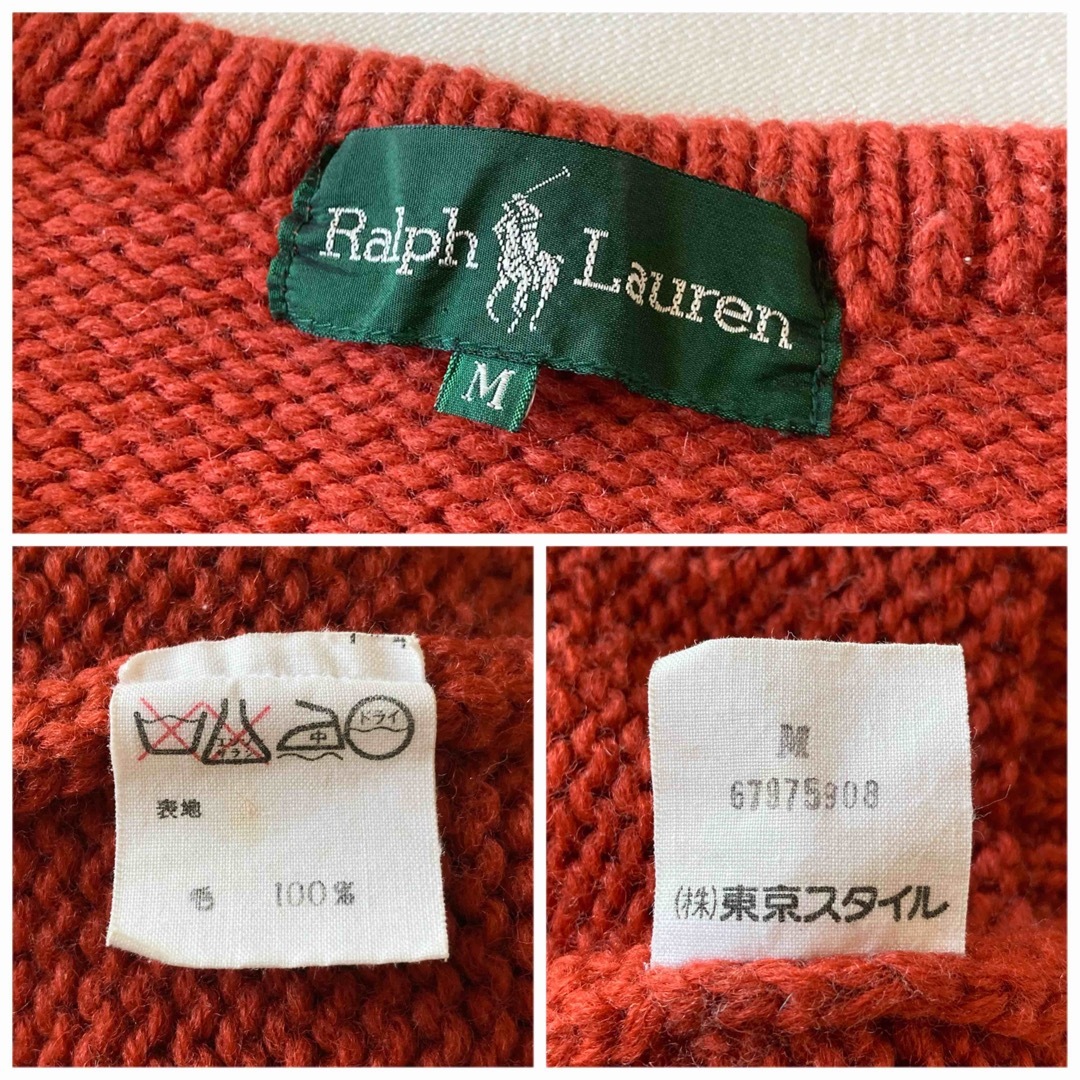 Ralph Lauren
M
中 ドライ
表地
毛 100%
M
67975908
(株)東京スタイル